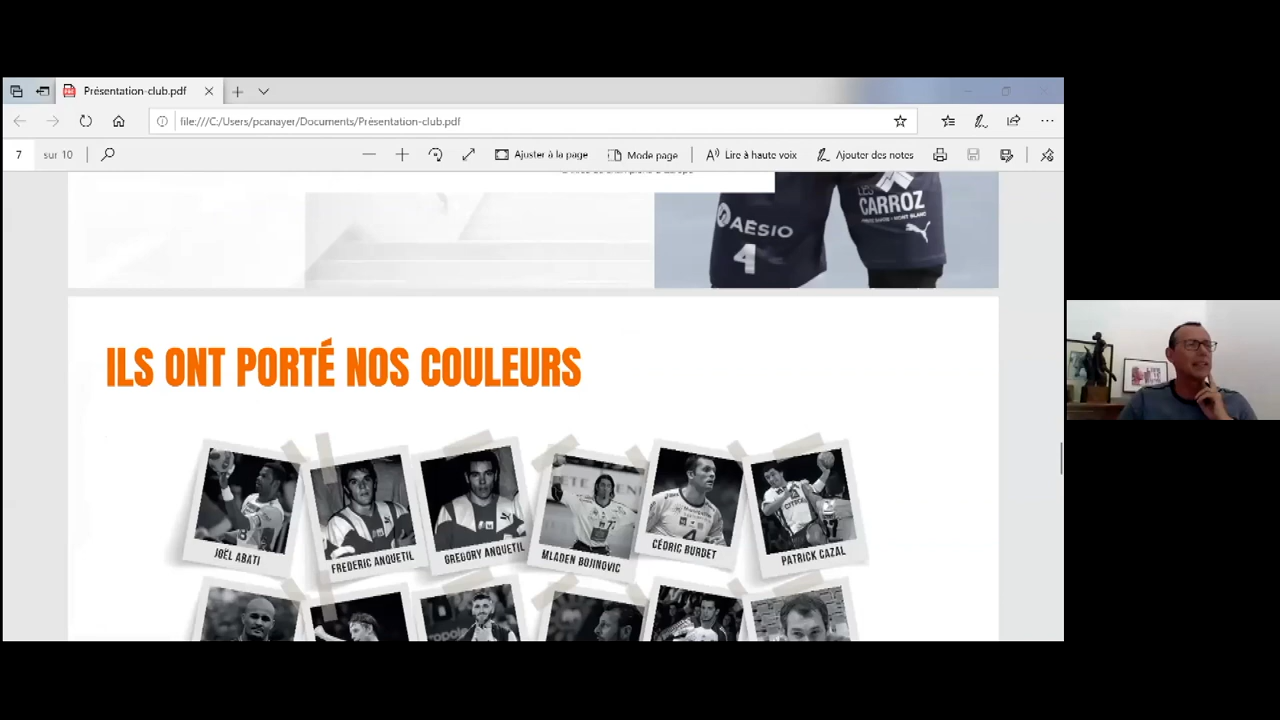 Présentation-club.pdf
file:///C:/Users/pcanayer/Documents/Présentation-club.pdf
7 sur 10
Ajuster à la page
Mode page
Lire à haute voix
Ajouter des notes
LES
CARROZ
AÉSIO
4
ILS ONT PORTÉ NOS COULEURS
JOËL ABATI
FREDERIC ANQUETIL
GREGORY ANQUETIL
MLADEN BOJINOVIC
CÉDRIC BURDET
PATRICK CAZAL